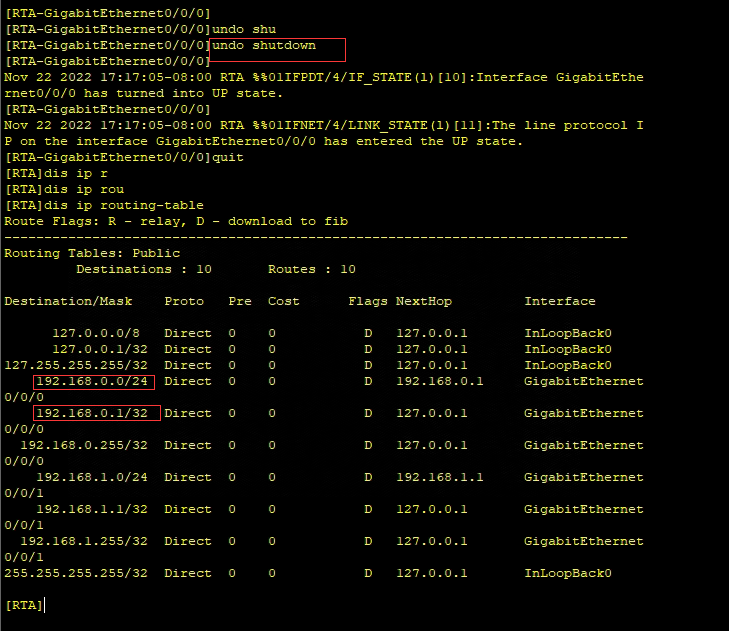 [RTA-GigabitEthernet0/0/0]
[RTA-GigabitEthernet0/0/0]undo shu
[RTA-GigabitEthernet0/0/0]undo shutdown
[RTA-GigabitEthernet0/0/0]
Nov 22 2022 17:17:05-08:00 RTA %%01IFPDT/4/IF_STATE(l)[10]:Interface GigabitEthe
rnet0/0/0 has turned into UP state.
[RTA-GigabitEthernet0/0/0]
Nov 22 2022 17:17:05-08:00 RTA %%01IFNET/4/LINK_STATE(l)[11]:The line protocol I
P on the interface GigabitEthernet0/0/0 has entered the UP state.
[RTA-GigabitEthernet0/0/0]quit
[RTA]dis ip r
[RTA]dis ip rou
[RTA]dis ip routing-table
Route Flags: R - relay, D - download to fib
------------------------------------------------------------------------------
Routing Tables: Public
         Destinations : 10       Routes : 10

Destination/Mask    Proto   Pre  Cost      Flags NextHop         Interface

      127.0.0.0/8   Direct  0    0           D   127.0.0.1       InLoopBack0
      127.0.0.1/32  Direct  0    0           D   127.0.0.1       InLoopBack0
127.255.255.255/32  Direct  0    0           D   127.0.0.1       InLoopBack0
    192.168.0.0/24  Direct  0    0           D   192.168.0.1     GigabitEthernet
0/0/0
    192.168.0.1/32  Direct  0    0           D   127.0.0.1       GigabitEthernet
0/0/0
  192.168.0.255/32  Direct  0    0           D   127.0.0.1       GigabitEthernet
0/0/0
    192.168.1.0/24  Direct  0    0           D   192.168.1.1     GigabitEthernet
0/0/1
    192.168.1.1/32  Direct  0    0           D   127.0.0.1       GigabitEthernet
0/0/1
  192.168.1.255/32  Direct  0    0           D   127.0.0.1       GigabitEthernet
0/0/1
255.255.255.255/32  Direct  0    0           D   127.0.0.1       InLoopBack0

[RTA]